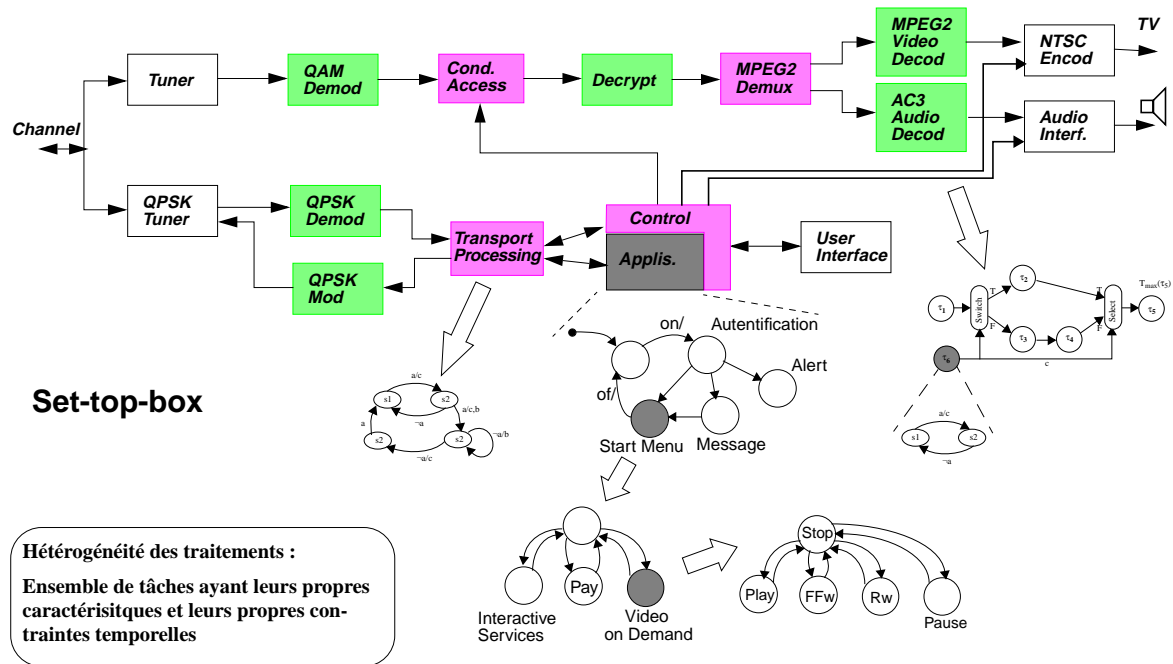 TV
MPEG2
Video
Decod
NTSC
Encod
Tuner
QAM
Demod
Cond.
Access
Decrypt
MPEG2
Demux
AC3
Audio
Decod
Audio
Interf.
Channel
QPSK
Tuner
QPSK
Demod
QPSK
Mod
Transport
Processing
Control
Applis.
User
Interface
on/
Autentification
Alert
of/
Start Menu
Message
a/c
s1
s2
a/c,b
a
¬a
s2
s2
¬a/b
¬a/c
τ1
Switch
T
F
τ2
τ3
τ4
T
F
Select
Tmax(τ5)
τ5
τ6
c
a/c
s1
s2
¬a
Set-top-box
Interactive
Services
Pay
Video
on Demand
Stop
Play
FFw
Rw
Pause
Hétérogénéité des traitements :
Ensemble de tâches ayant leurs propres
caractérisitques et leurs propres con-
traintes temporelles